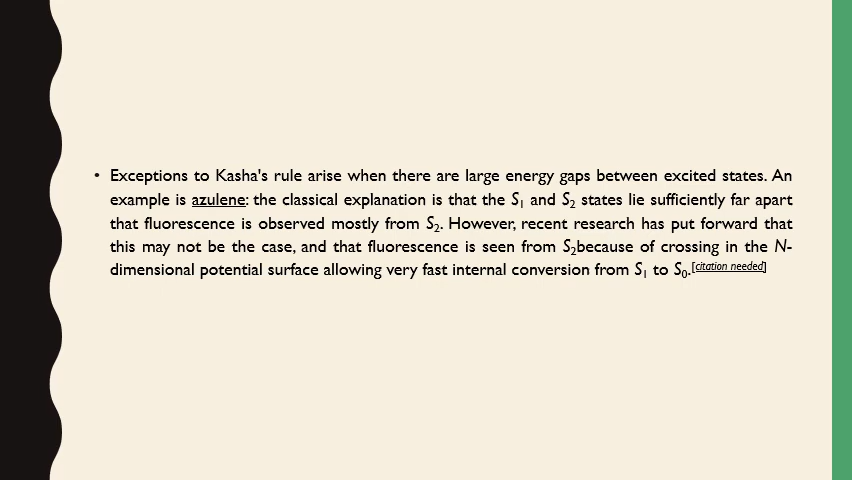 • Exceptions to Kasha's rule arise when there are large energy gaps between excited states. An
example is azulene: the classical explanation is that the S₁ and S₂ states lie sufficiently far apart
that fluorescence is observed mostly from S₂. However, recent research has put forward that
this may not be the case, and that fluorescence is seen from S₂because of crossing in the N-
dimensional potential surface allowing very fast internal conversion from S₁ to S₀.[citation needed]